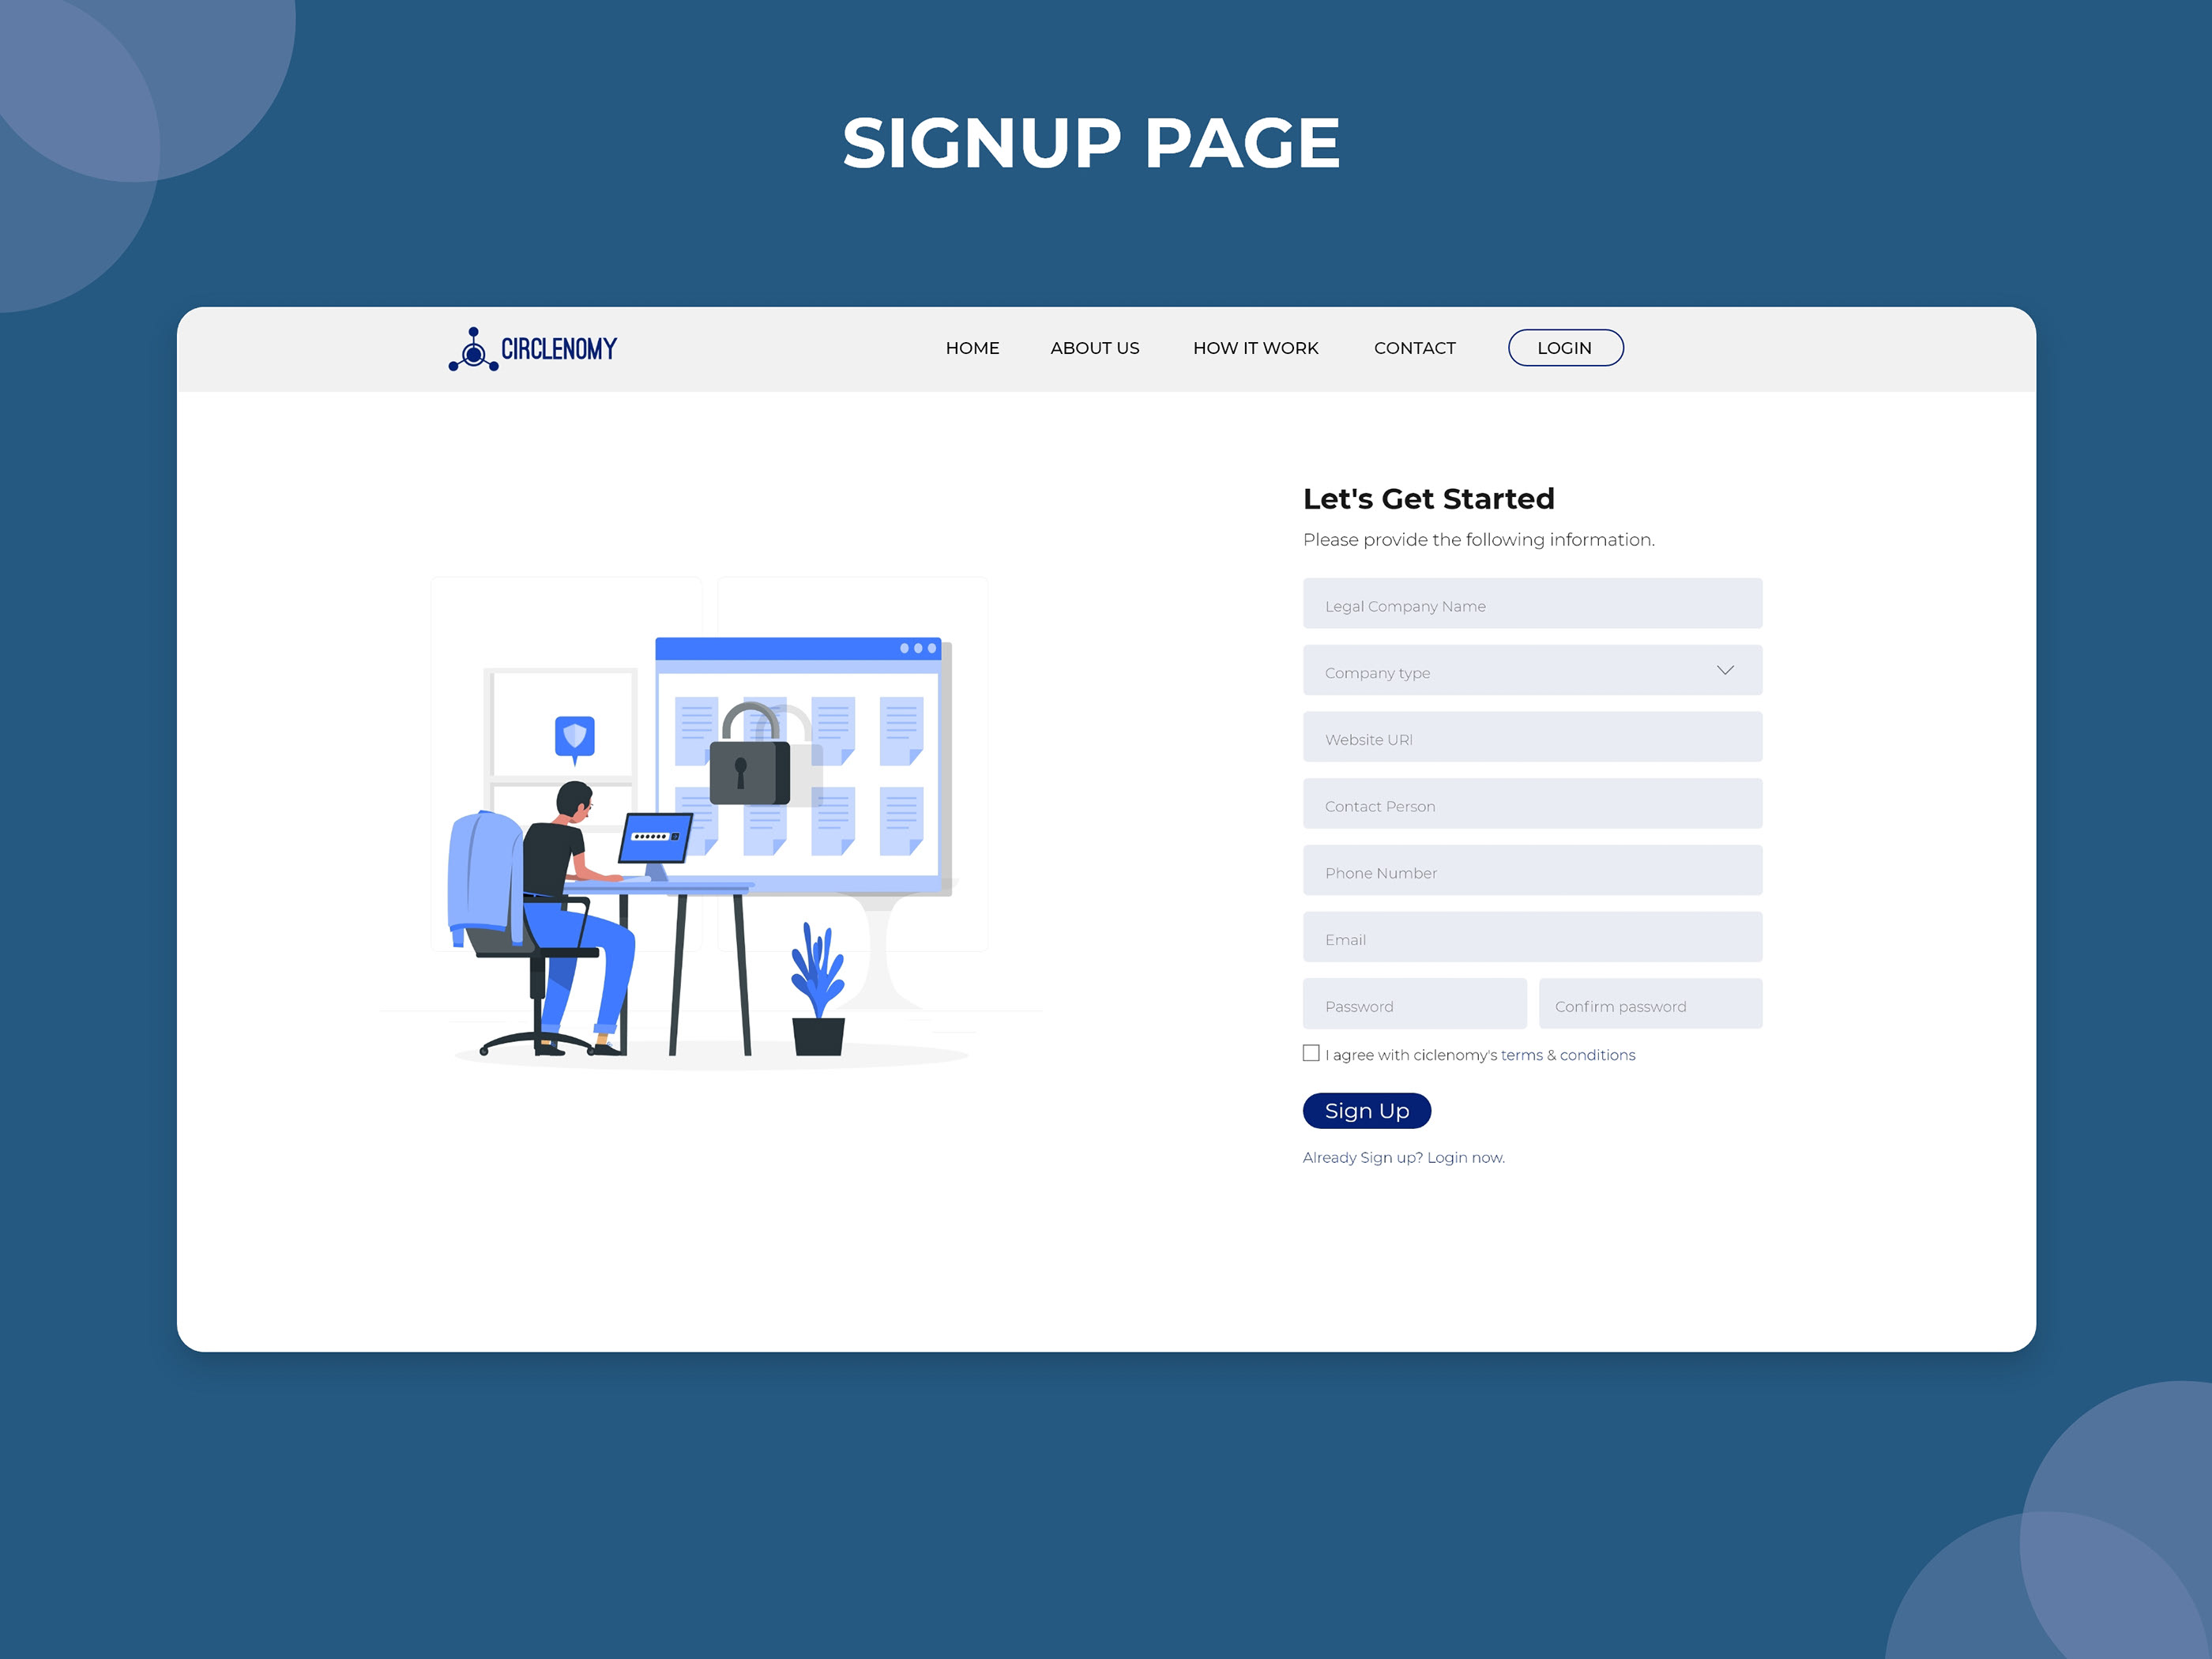 SIGNUP PAGE
CIRCLENOMY
HOME ABOUT US HOW IT WORK CONTACT LOGIN
Let's Get Started
Please provide the following information.
Legal Company Name
Company type
Website URl
Contact Person
Phone Number
Email
Password Confirm password
I agree with ciclenomy's terms & conditions
Sign Up
Already Sign up? Login now.